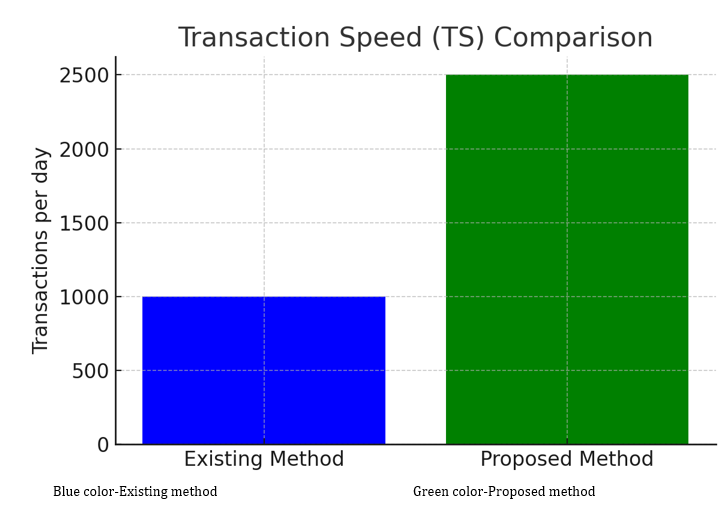 Transaction Speed (TS) Comparison
Transactions per day
2500
2000
1500
1000
500
0
Existing Method
Proposed Method
Blue color-Existing method
Green color-Proposed method